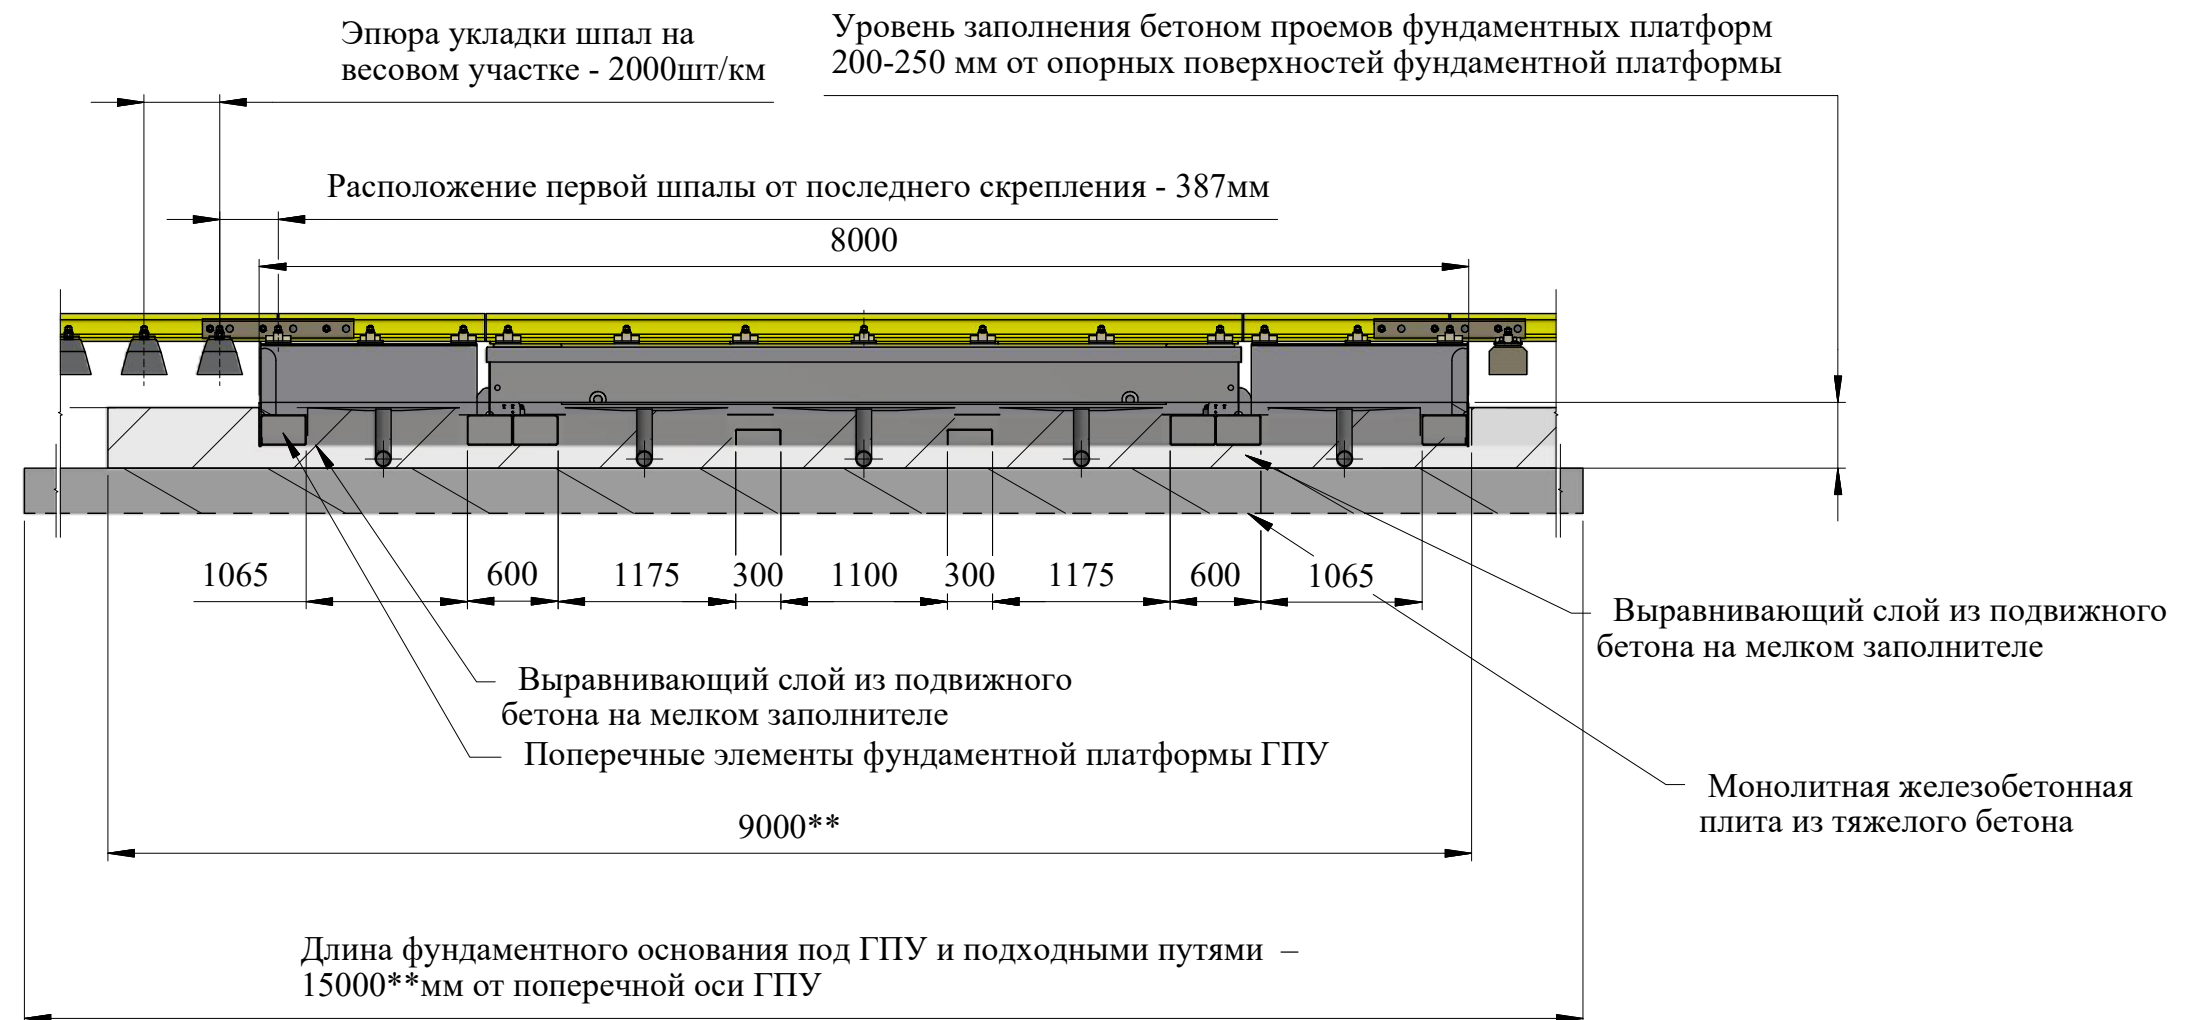 Эпюра укладки шпал на
весовом участке - 2000шт/км
Уровень заполнения бетоном проемов фундаментных платформ
200-250 мм от опорных поверхностей фундаментной платформы
Расположение первой шпалы от последнего скрепления - 387мм
8000
1065
600
1175
300
1100
300
1175
600
1065
Выравнивающий слой из подвижного
бетона на мелком заполнителе
Выравнивающий слой из подвижного
бетона на мелком заполнителе
Поперечные элементы фундаментной платформы ГПУ
Монолитная железобетонная
плита из тяжелого бетона
9000**
Длина фундаментного основания под ГПУ и подходными путями –
15000**мм от поперечной оси ГПУ